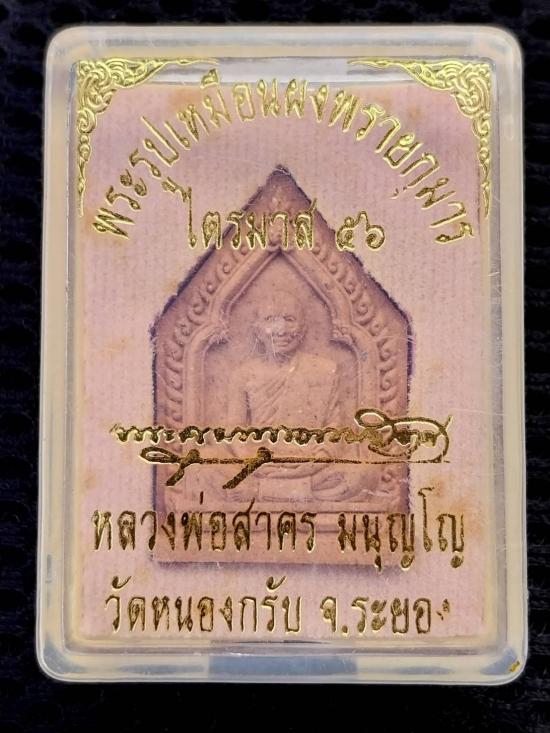 พระรูปเหมือนผงพรายกุมาร
ไตรมาส ๕๖
หลวงพ่อสาคร มนุญโญ
วัดหนองกรับ จ.ระยอง